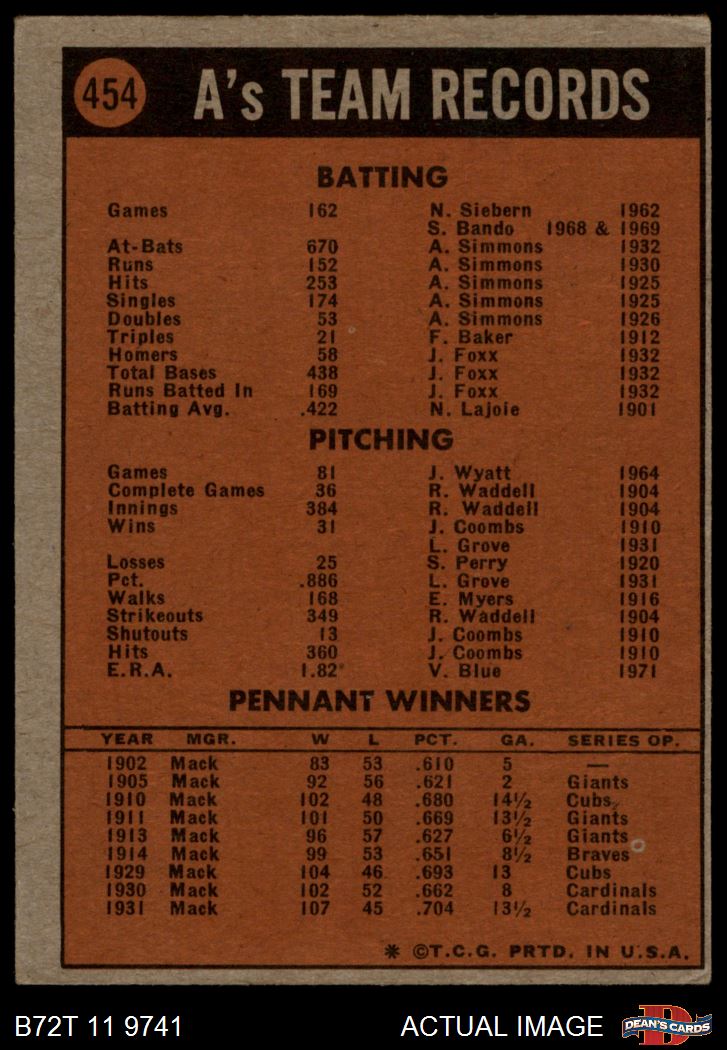 454 A's TEAM RECORDS
BATTING
Games 162 N. Siebern 1962
S. Bando 1968 & 1969
At-Bats 670 A. Simmons 1932
Runs 152 A. Simmons 1930
Hits 253 A. Simmons 1925
Singles 174 A. Simmons 1925
Doubles 53 A. Simmons 1926
Triples 21 F. Baker 1912
Homers 58 J. Foxx 1932
Total Bases 438 J. Foxx 1932
Runs Batted In 169 J. Foxx 1932
Batting Avg. .422 N. Lajoie 1901
PITCHING
Games 81 J. Wyatt 1964
Complete Games 36 R. Waddell 1904
Innings 384 R. Waddell 1904
Wins 31 J. Coombs 1910
L. Grove 1931
Losses 25 S. Perry 1920
Pct. .886 L. Grove 1931
Walks 168 E. Myers 1916
Strikeouts 349 R. Waddell 1904
Shutouts 13 J. Coombs 1910
Hits 360 J. Coombs 1910
E.R.A. 1.82 V. Blue 1971
PENNANT WINNERS
YEAR MGR. W L PCT. GA. SERIES OP.
1902 Mack 83 53 .610 5 —
1905 Mack 92 56 .621 2 Giants
1910 Mack 102 48 .680 14½ Cubs
1911 Mack 101 50 .669 13½ Giants
1913 Mack 96 57 .627 6½ Giants
1914 Mack 99 53 .651 8½ Braves
1929 Mack 104 46 .693 13 Cubs
1930 Mack 102 52 .662 8 Cardinals
1931 Mack 107 45 .704 13½ Cardinals
* ©T.C.G. PRTD. IN U.S.A.
B72T 11 9741 ACTUAL IMAGE D DEAN'S CARDS